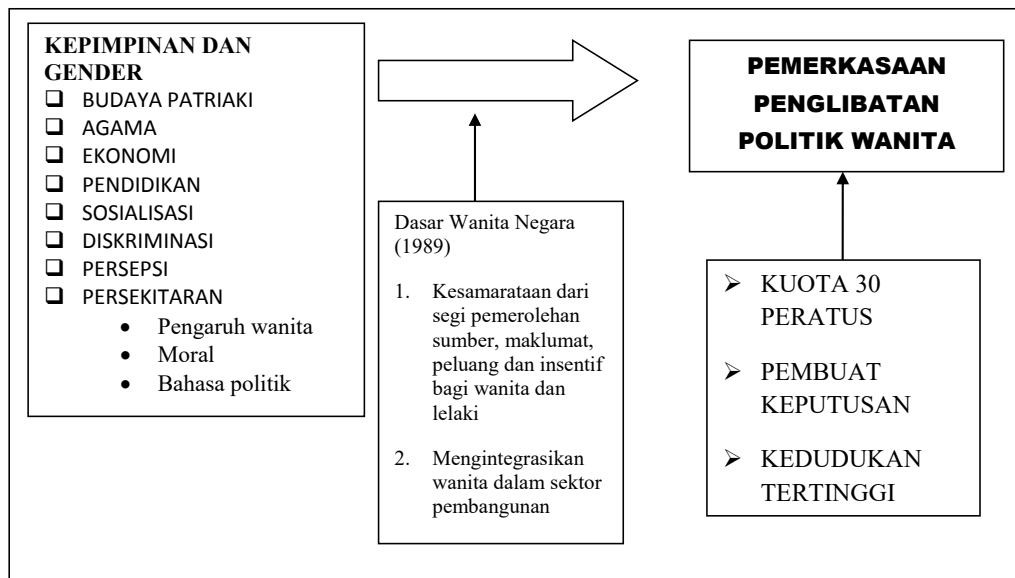 KEPIMPINAN DAN
GENDER
❑ BUDAYA PATRIAKI
❑ AGAMA
❑ EKONOMI
❑ PENDIDIKAN
❑ SOSIALISASI
❑ DISKRIMINASI
❑ PERSEPSI
❑ PERSEKITARAN
• Pengaruh wanita
• Moral
• Bahasa politik
Dasar Wanita Negara
(1989)
1. Kesamarataan dari
segi pemerolehan
sumber, maklumat,
peluang dan insentif
bagi wanita dan
lelaki
2. Mengintegrasikan
wanita dalam sektor
pembangunan
PEMERKASAAN
PENGLIBATAN
POLITIK WANITA
➢ KUOTA 30
PERATUS
➢ PEMBUAT
KEPUTUSAN
➢ KEDUDUKAN
TERTINGGI